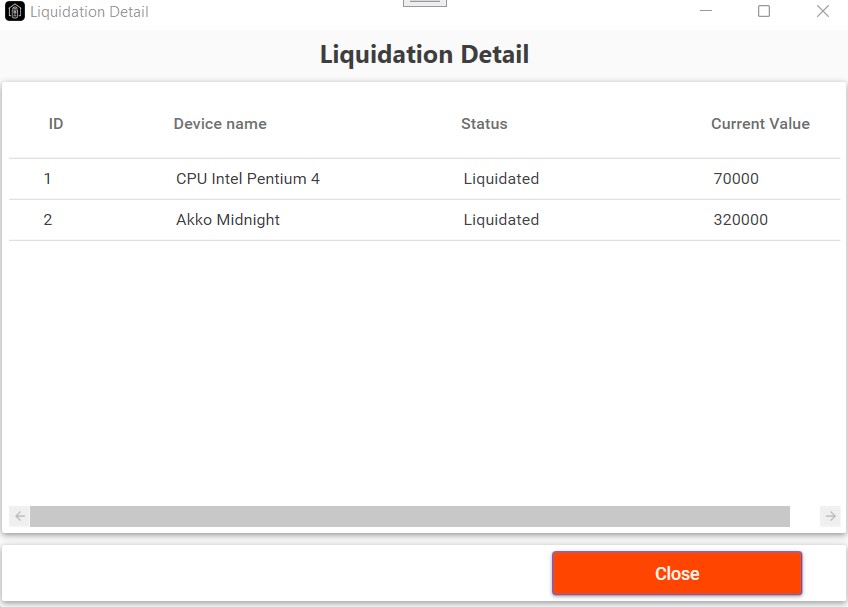 Liquidation Detail
Liquidation Detail
ID Device name Status Current Value
1 CPU Intel Pentium 4 Liquidated 70000
2 Akko Midnight Liquidated 320000
Close